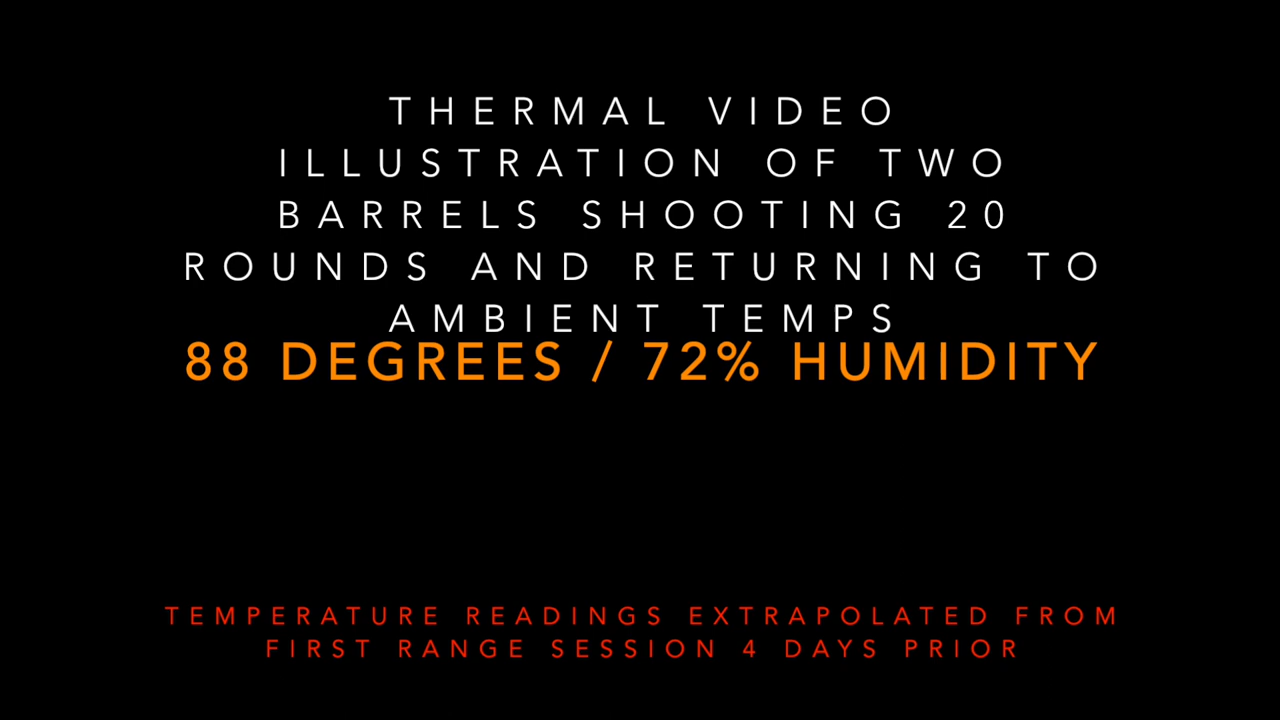 THERMAL VIDEO
ILLUSTRATION OF TWO
BARRELS SHOOTING 20
ROUNDS AND RETURNING TO
AMBIENT TEMPS
88 DEGREES / 72% HUMIDITY
TEMPERATURE READINGS EXTRAPOLATED FROM
FIRST RANGE SESSION 4 DAYS PRIOR